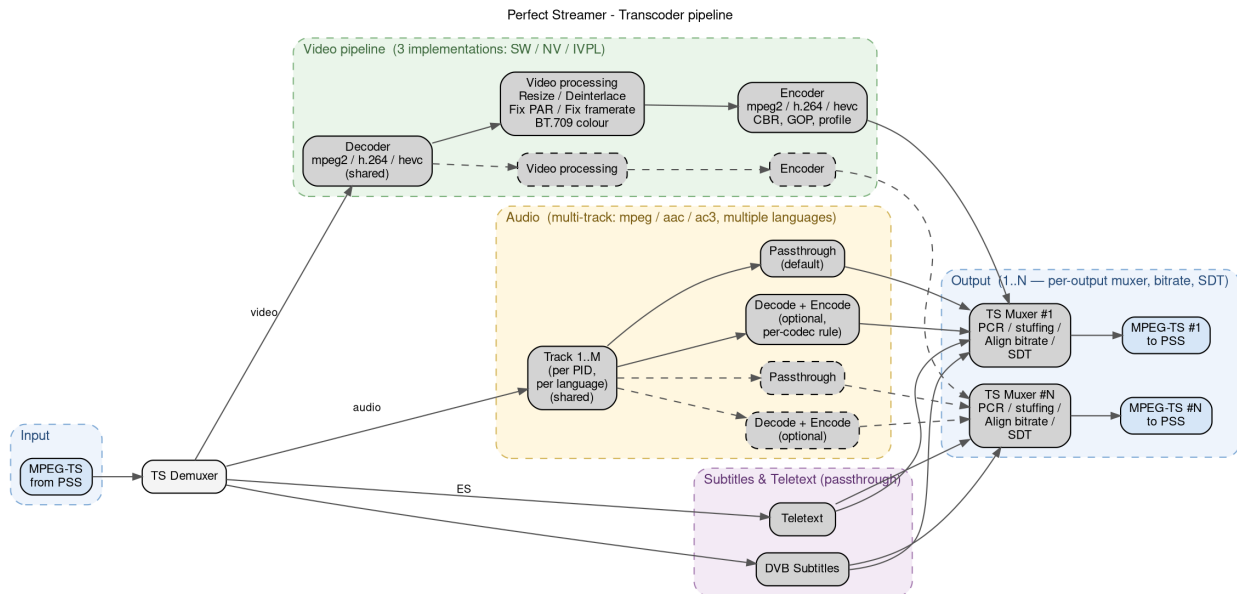 Perfect Streamer - Transcoder pipeline
Video pipeline (3 implementations: SW / NV / IVPL)
Video processing
Resize / Deinterlace
Fix PAR / Fix framerate
BT.709 colour
Encoder
mpeg2 / h.264 / hevc
CBR, GOP, profile
Decoder
mpeg2 / h.264 / hevc
(shared)
Video processing
Encoder
Audio (multi-track: mpeg / aac / ac3, multiple languages)
Passthrough
(default)
Decode + Encode
(optional,
per-codec rule)
Track 1..M
(per PID,
per language)
(shared)
Passthrough
Decode + Encode
(optional)
Output (1..N — per-output muxer, bitrate, SDT)
TS Muxer #1
PCR / stuffing /
Align bitrate /
SDT
MPEG-TS #1
to PSS
TS Muxer #N
PCR / stuffing /
Align bitrate /
SDT
MPEG-TS #N
to PSS
video
audio
Input
MPEG-TS
from PSS
TS Demuxer
ES
Subtitles & Teletext (passthrough)
Teletext
DVB Subtitles